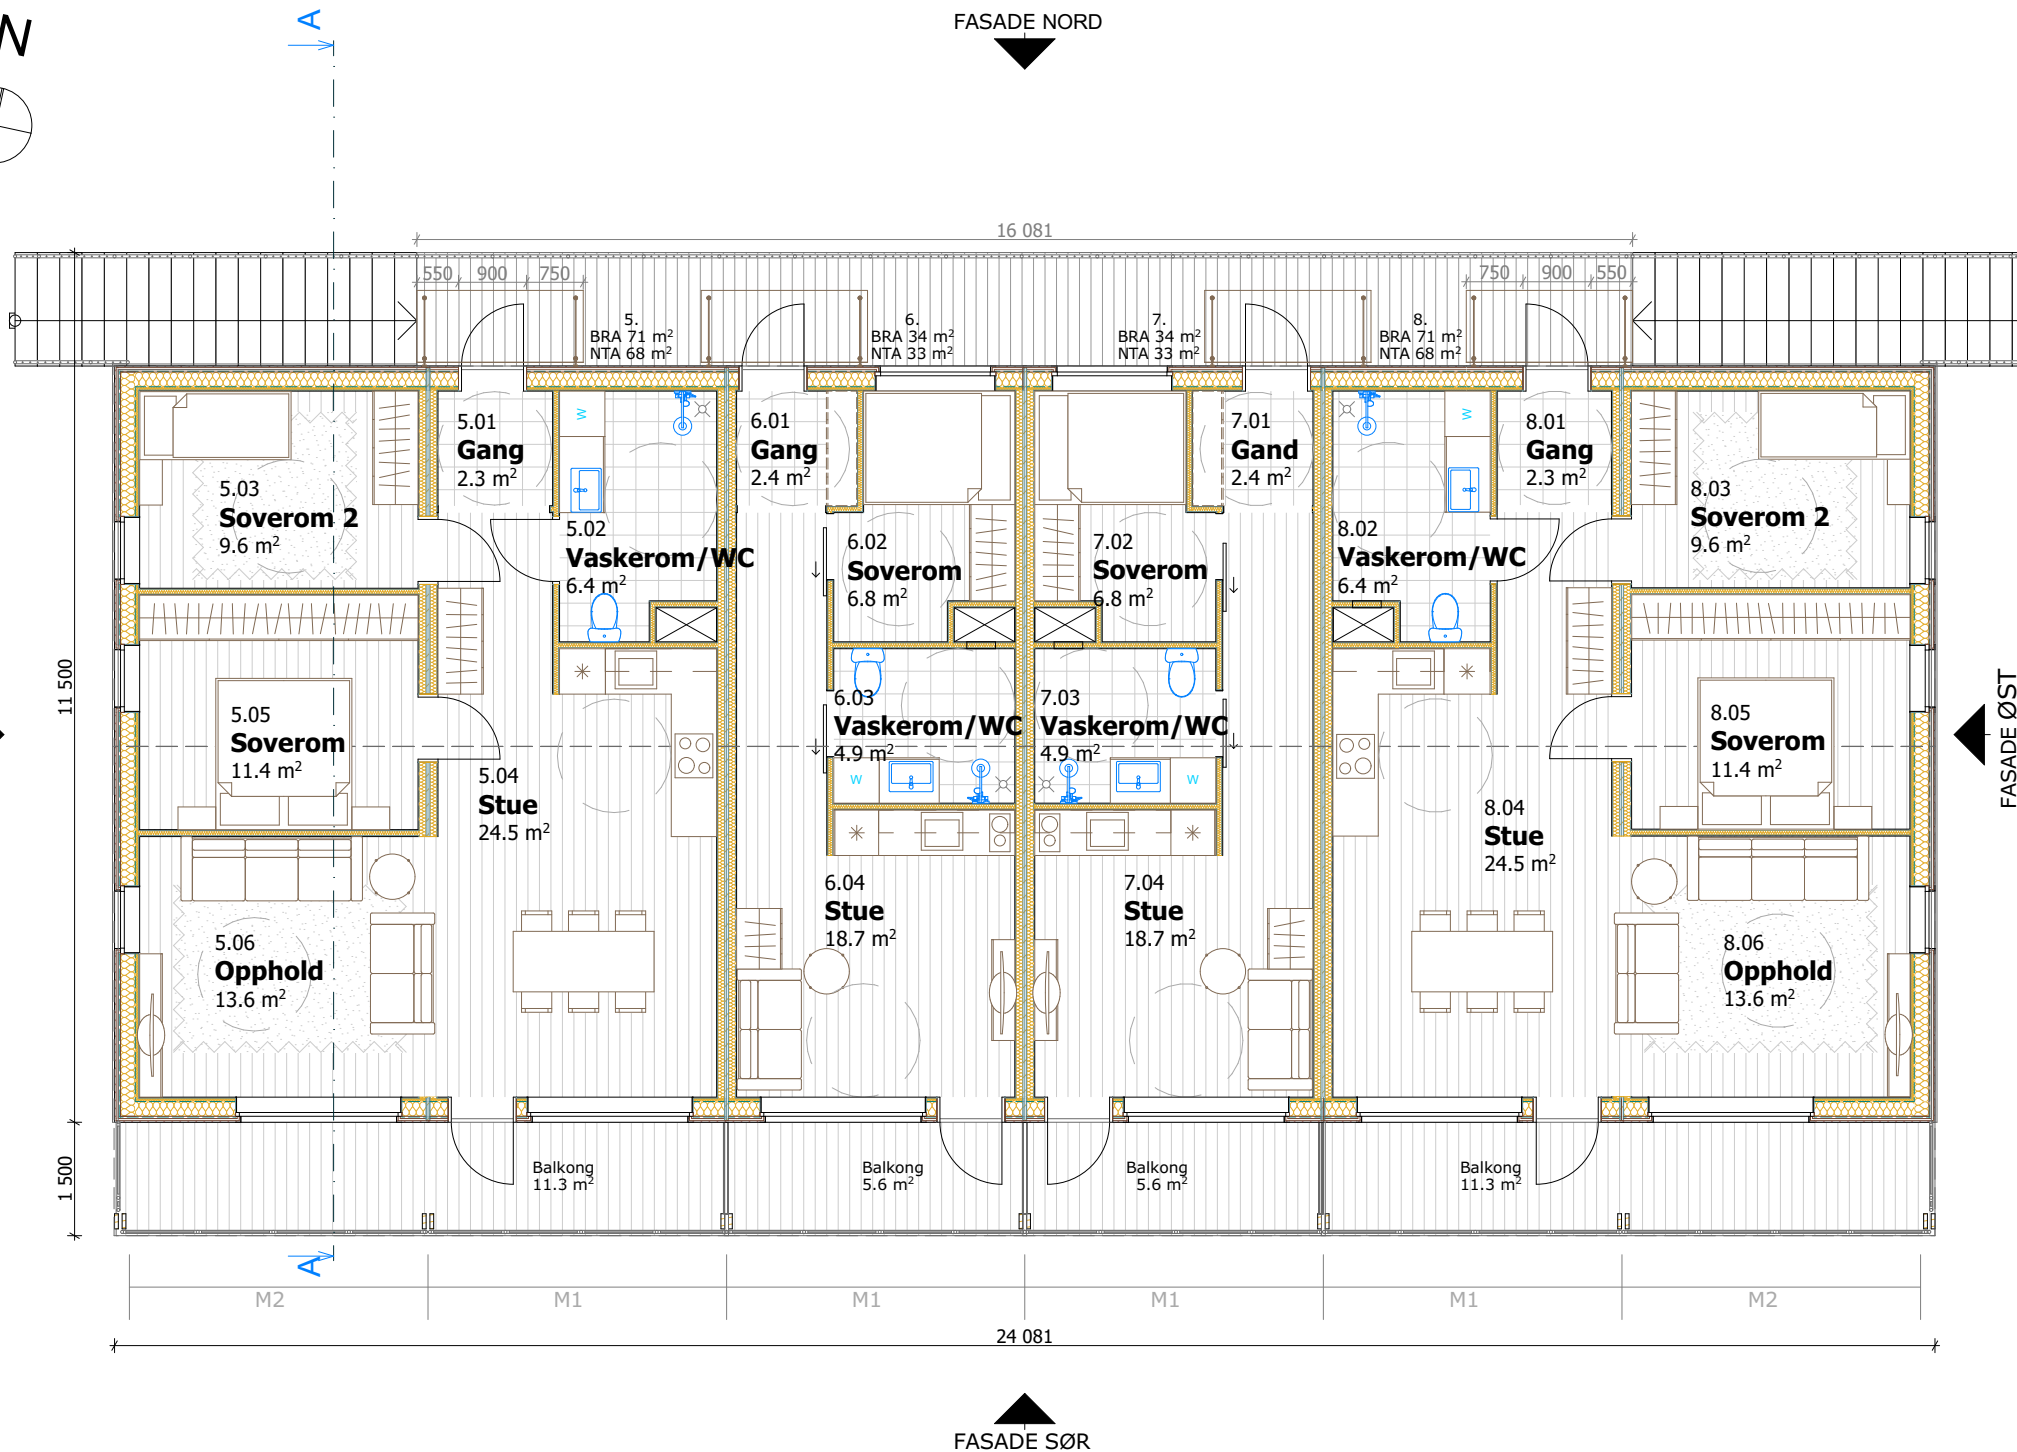 N
A
FASADE NORD
16 081
550
900
750
750
900
550
5.
BRA 71 m²
NTA 68 m²
6.
BRA 34 m²
NTA 33 m²
7.
BRA 34 m²
NTA 33 m²
8.
BRA 71 m²
NTA 68 m²
5.01
Gang
2.3 m²
W
6.01
Gang
2.4 m²
7.01
Gand
2.4 m²
W
8.01
Gang
2.3 m²
5.03
Soverom 2
9.6 m²
5.02
Vaskerom/WC
6.4 m²
6.02
Soverom
6.8 m²
7.02
Soverom
6.8 m²
8.02
Vaskerom/WC
6.4 m²
8.03
Soverom 2
9.6 m²
11 500
5.05
Soverom
11.4 m²
5.04
Stue
24.5 m²
6.03
Vaskerom/WC
4.9 m²
W
7.03
Vaskerom/WC
4.9 m²
W
8.04
Stue
24.5 m²
8.05
Soverom
11.4 m²
FASADE ØST
5.06
Opphold
13.6 m²
6.04
Stue
18.7 m²
7.04
Stue
18.7 m²
8.06
Opphold
13.6 m²
1 500
Balkong
11.3 m²
Balkong
5.6 m²
Balkong
5.6 m²
Balkong
11.3 m²
A
M2
M1
M1
M1
M1
M2
24 081
FASADE SØR